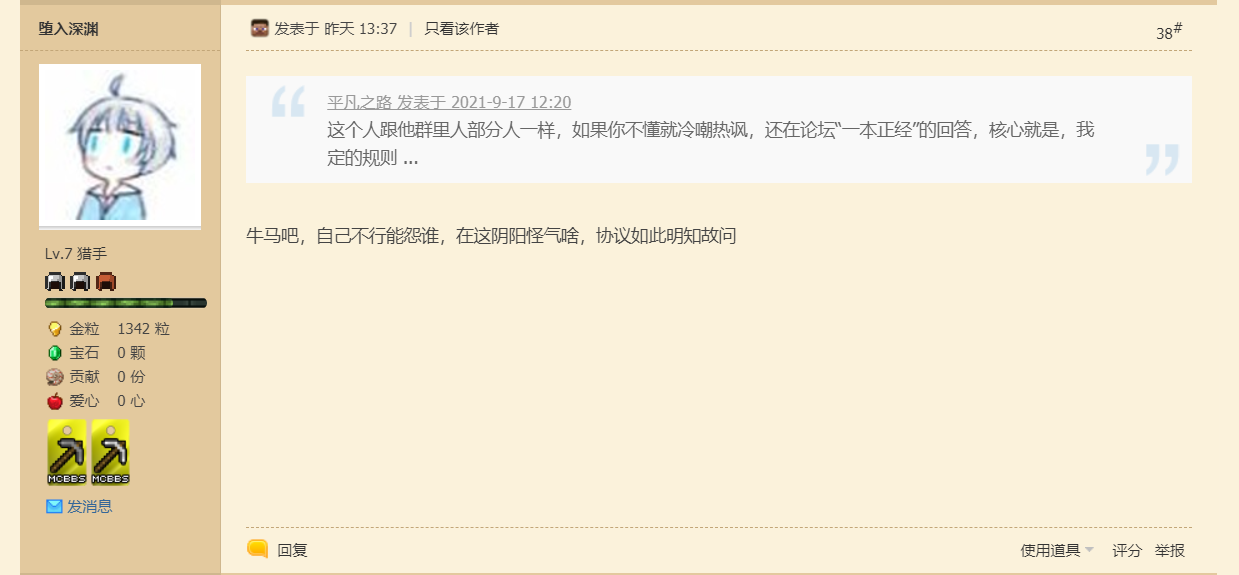 堕入深渊
发表于 昨天 13:37 | 只看该作者
38#
平凡之路 发表于 2021-9-17 12:20
这个人跟他群里人部分人一样，如果你不懂就冷嘲热讽，还在论坛“一本正经”的回答，核心就是，我
定的规则 ...
牛马吧，自己不行能怨谁，在这阴阳怪气啥，协议如此明知故问
Lv.7 猎手
金粒 1342 粒
宝石 0 颗
贡献 0 份
爱心 0 心
MCBBS MCBBS
发消息
回复
使用道具 评分 举报